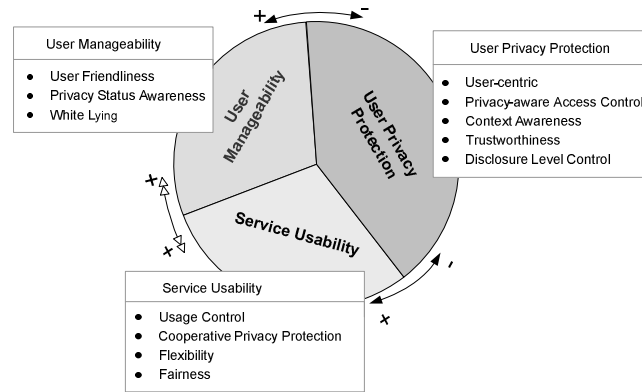 +
-
User Manageability
User Friendliness
Privacy Status Awareness
White Lying
User Privacy Protection
User-centric
Privacy-aware Access Control
Context Awareness
Trustworthiness
Disclosure Level Control
User
Manageability
User Privacy
Protection
Service Usability
+
+
-
+
Service Usability
Usage Control
Cooperative Privacy Protection
Flexibility
Fairness